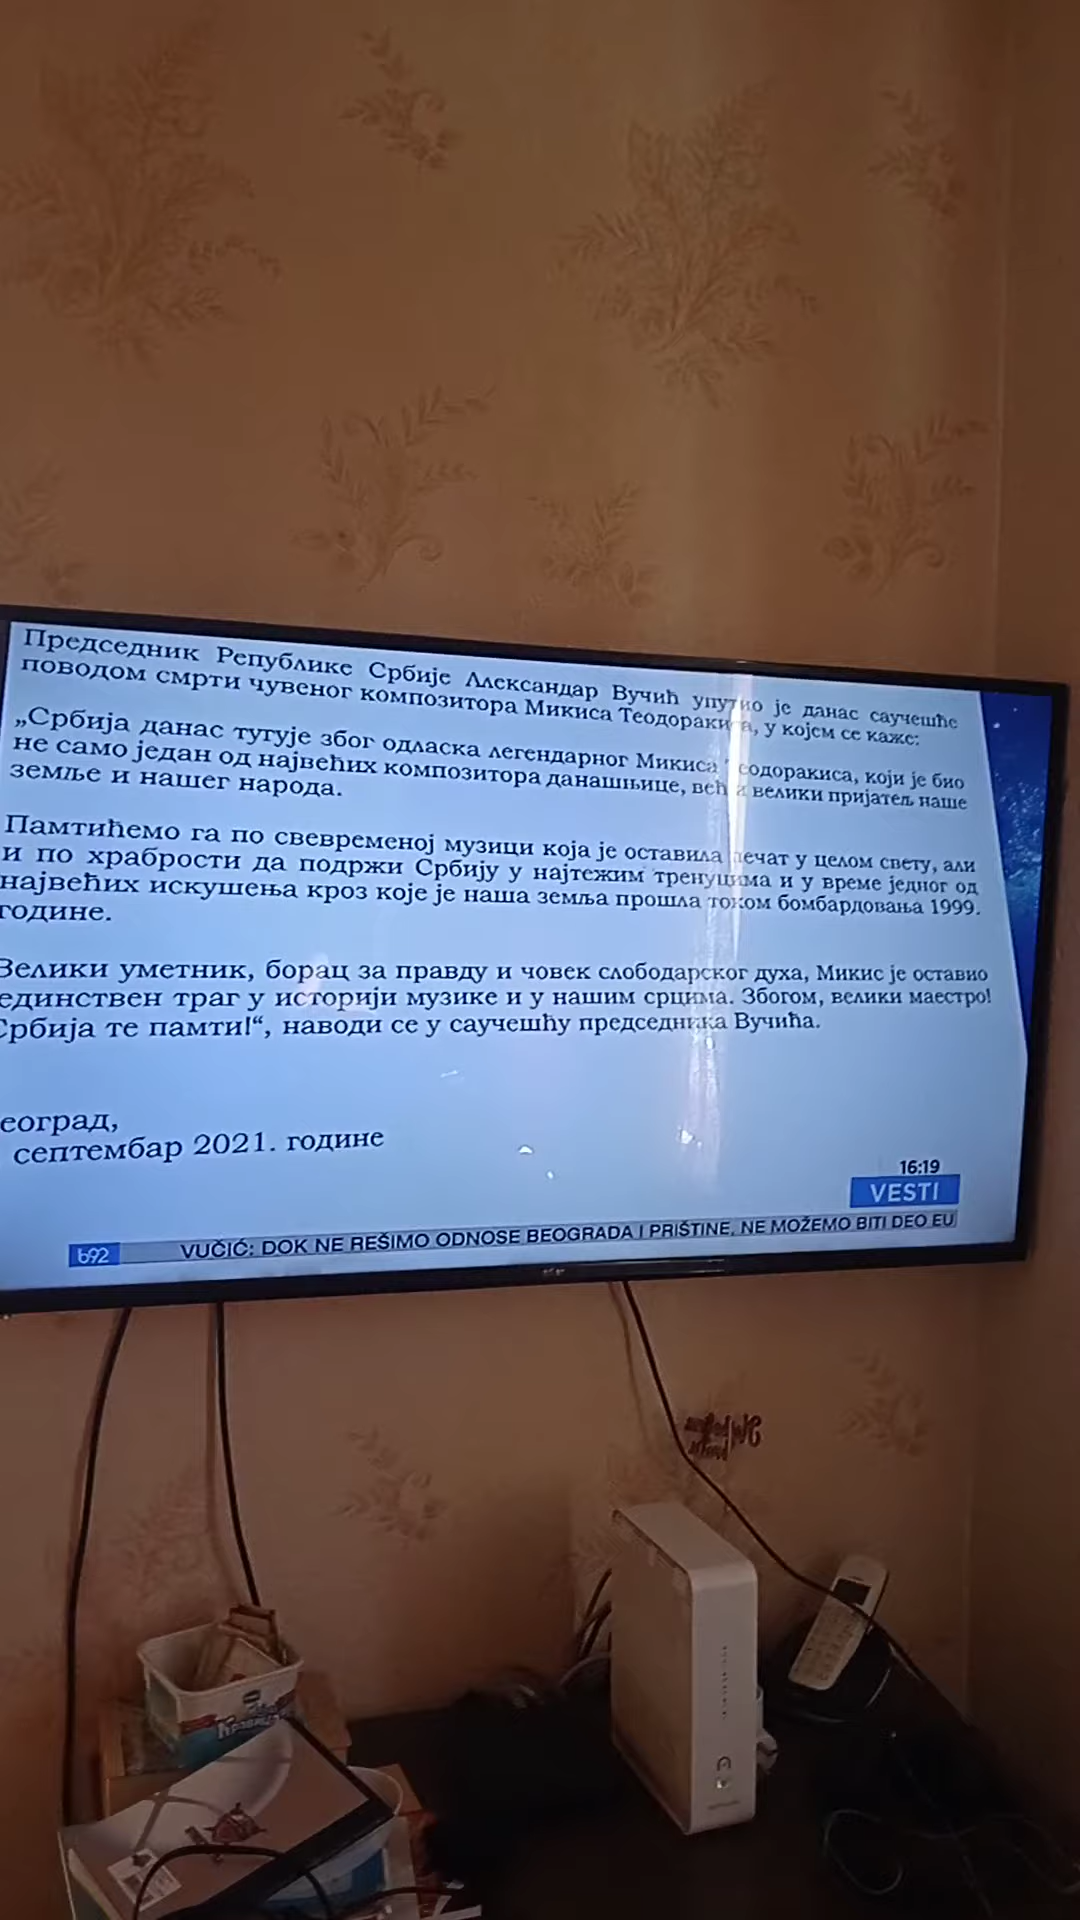 Председник Републике Србије Александар Вучић упутио је данас саучешће
поводом смрти чувеног композитора Микиса Теодоракиса, у којем се каже:
„Србија данас тугује због одласка легендарног Микиса Теодоракиса, који је био
не само један од највећих композитора данашњице, већ и велики пријатељ наше
земље и нашег народа.
Памтићемо га по свевременој музици која је оставила печат у целом свету, али
и по храбрости да подржи Србију у најтежим тренуцима и у време једног од
највећих искушења кроз које је наша земља прошла током бомбардовања 1999.
године.
Велики уметник, борац за правду и човек слободарског духа, Микис је оставио
единствен траг у историји музике и у нашим срцима. Збогом, велики маестро!
Србија те памти!“, наводи се у саучешћу председника Вучића.
еоград,
септембар 2021. године
16:19
VESTI
b92 VUČIĆ: DOK NE REŠIMO ODNOSE BEOGRADA I PRIŠTINE, NE MOŽEMO BITI DEO EU